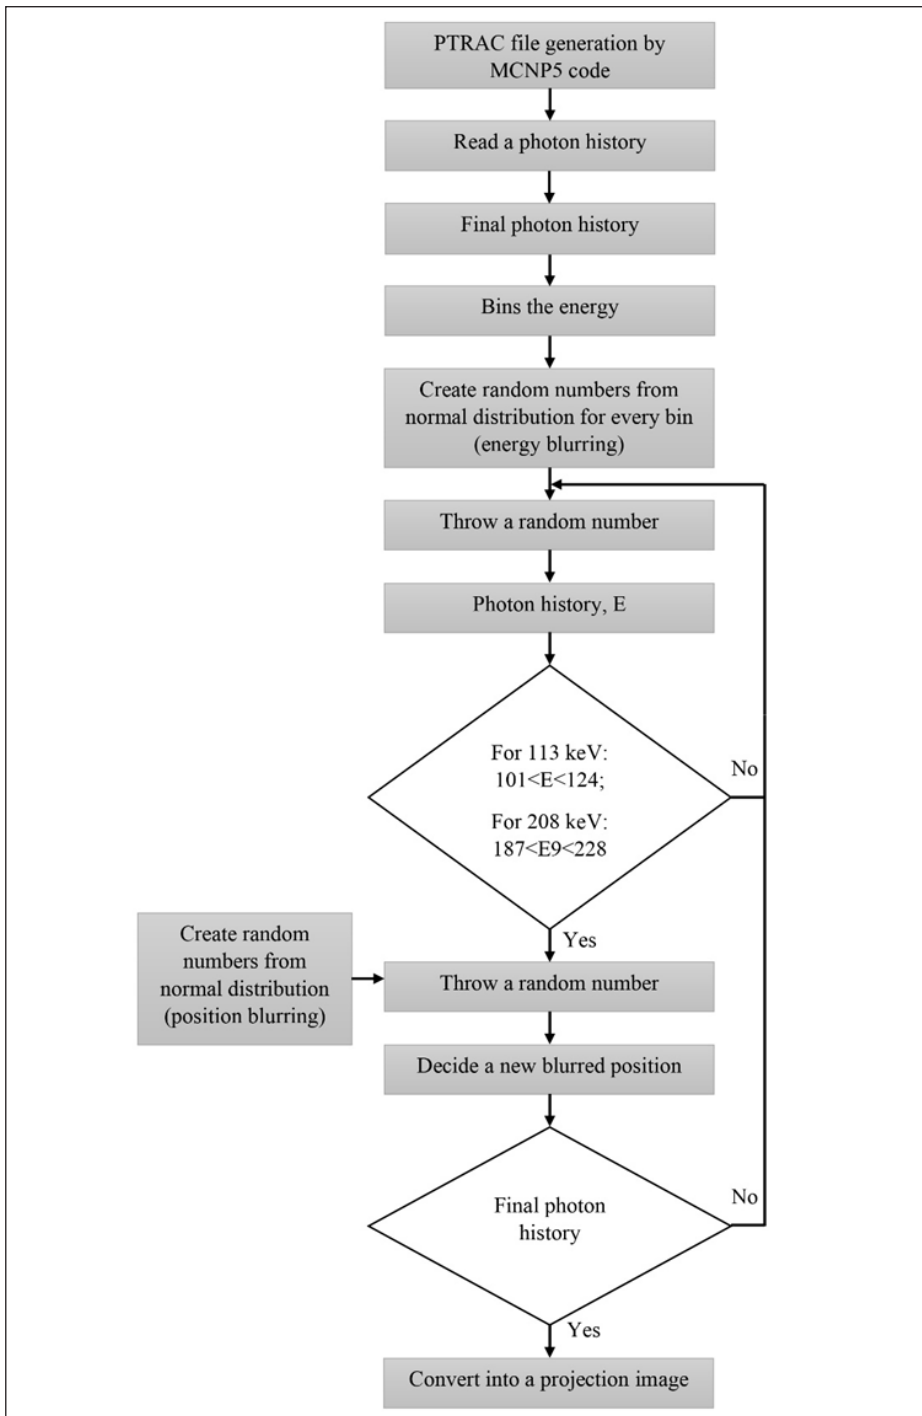 PTRAC file generation by
MCNP5 code
Read a photon history
Final photon history
Bins the energy
Create random numbers from
normal distribution for every bin
(energy blurring)
Throw a random number
Photon history, E
For 113 keV:
101<E<124;
For 208 keV:
187<E9<228
No
Yes
Create random
numbers from
normal distribution
(position blurring)
Throw a random number
Decide a new blurred position
Final photon
history
No
Yes
Convert into a projection image